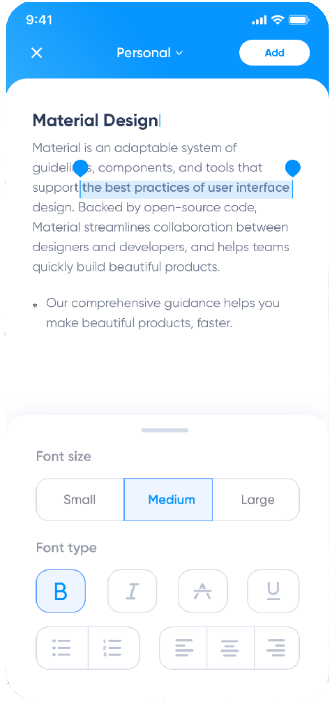 9:41
Personal
Add
Material Design
Material is an adaptable system of
guidelines, components, and tools that
support the best practices of user interface
design. Backed by open-source code,
Material streamlines collaboration between
designers and developers, and helps teams
quickly build beautiful products.
* Our comprehensive guidance helps you
make beautiful products, faster.
Font size
Small Medium Large
Font type
B I A U
1 2 3